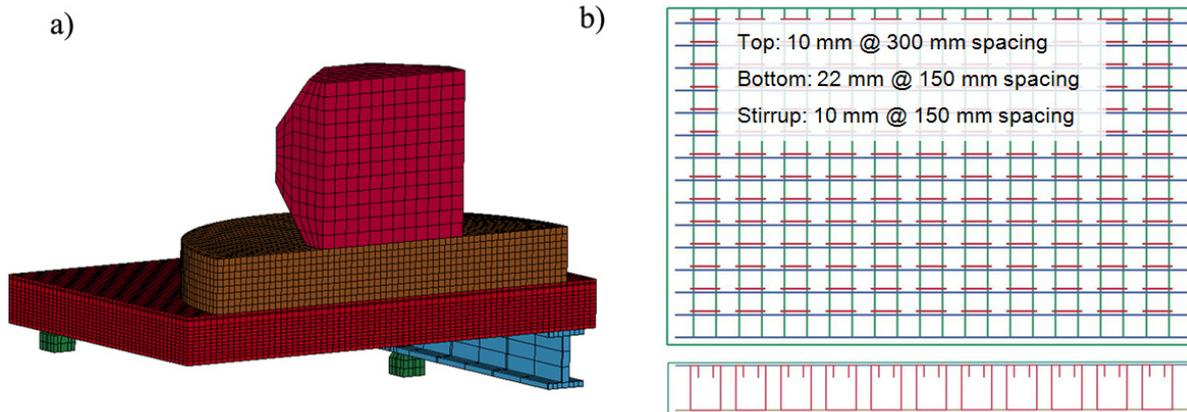 a)
b)
Top: 10 mm @ 300 mm spacing
Bottom: 22 mm @ 150 mm spacing
Stirrup: 10 mm @ 150 mm spacing